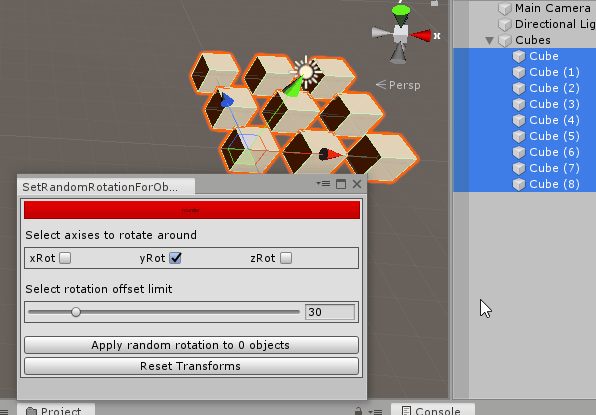 Main Camera
Directional Lig
Cubes
Cube
Cube (1)
Cube (2)
Cube (3)
Cube (4)
Cube (5)
Cube (6)
Cube (7)
Cube (8)
x
Persp
SetRandomRotationForOb...
Select axises to rotate around
xRot yRot zRot
Select rotation offset limit
30
Apply random rotation to 0 objects
Reset Transforms
Project
Console